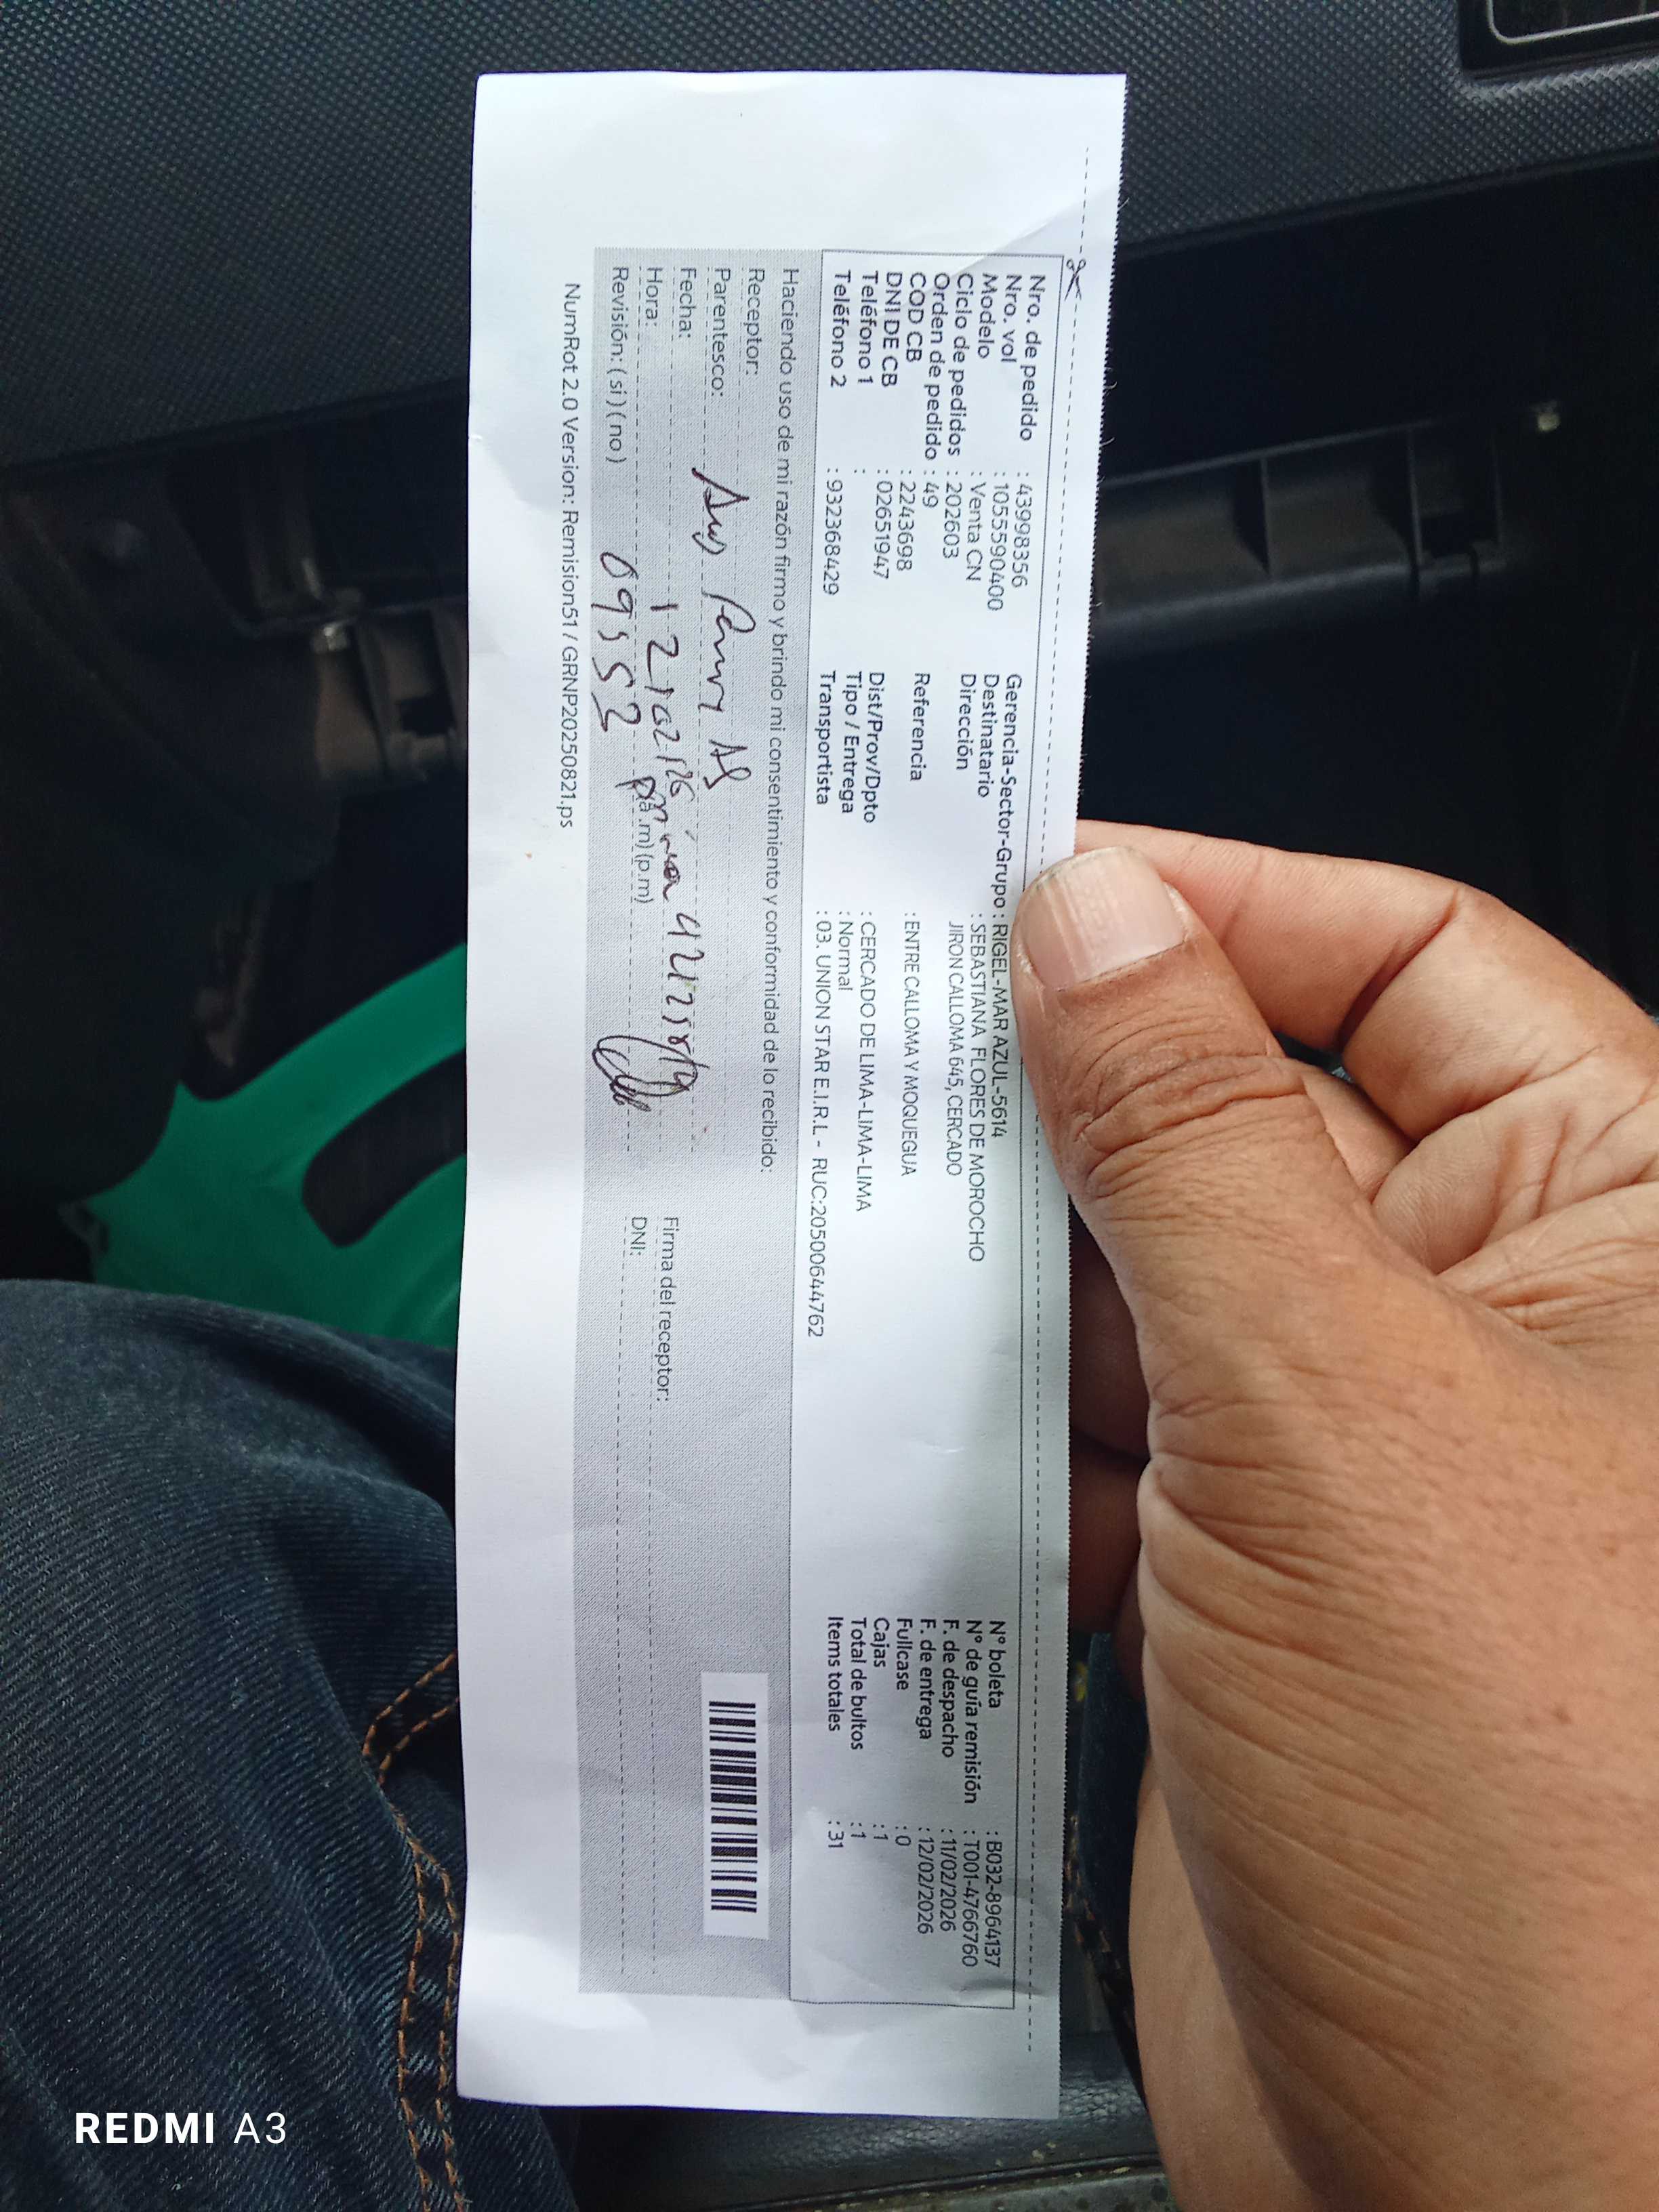 Nro. de pedido : 43998356
Nro. vol : 1055590400
Modelo : Venta CN
Ciclo de pedidos : 202603
Orden de pedido : 49
COD CB : 2243698
DNI DE CB : 02651947
Teléfono 1 :
Teléfono 2 : 932368429
Gerencia-Sector-Grupo : RIGEL-MAR AZUL-5614
Destinatario : SEBASTIANA FLORES DE MOROCHO
Dirección JIRON CALLOMA 645, CERCADO
Referencia : ENTRE CALLOMA Y MOQUEGUA
Dist/Prov/Dpto : CERCADO DE LIMA-LIMA-LIMA
Tipo / Entrega : Normal
Transportista : 03. UNION STAR E.I.R.L - RUC:20500644762
N° boleta : B032-8964137
N° de guía remisión : T001-4766760
F. de despacho : 11/02/2026
F. de entrega : 12/02/2026
Fullcase : 0
Cajas : 1
Total de bultos : 1
Items totales : 31
Haciendo uso de mi razón firmo y brindo mi consentimiento y conformidad de lo recibido:
Receptor:
Parentesco:
Fecha:
Hora: (a.m) (p.m)
Revisión: ( si ) ( no )
Firma del receptor:
DNI:
NumRot 2.0 Version: Remision51 / GRNP20250821.ps
REDMI A3